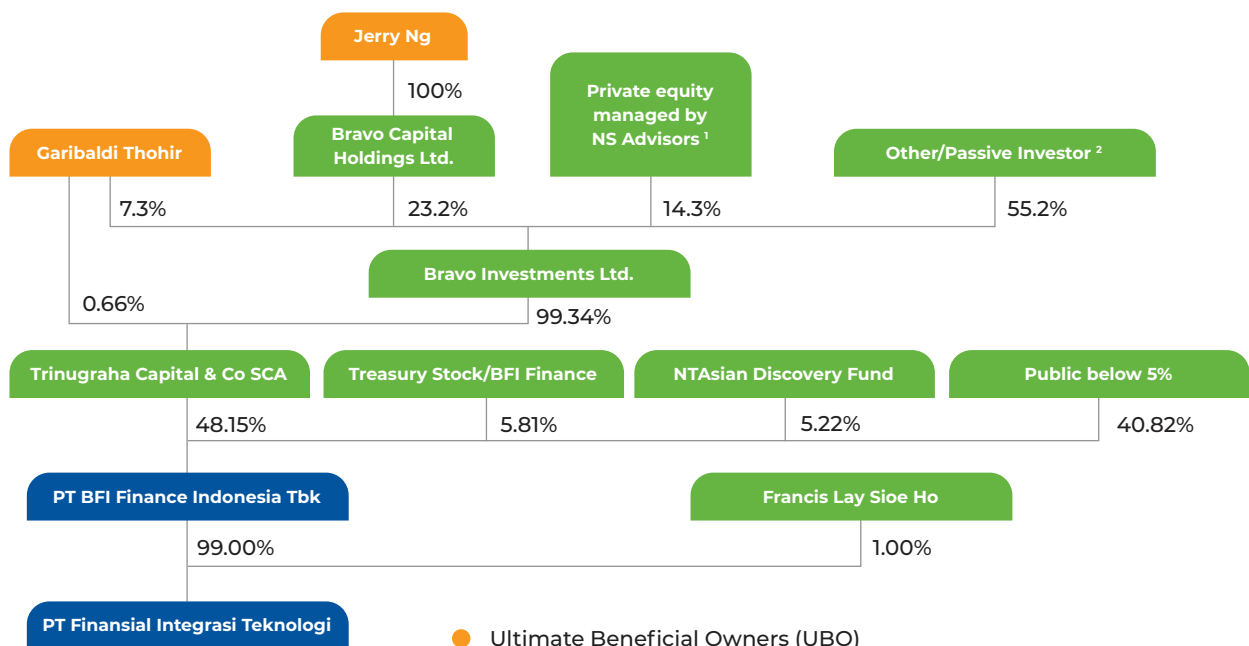 Jerry Ng
100%
Private equity
managed by
NS Advisors ¹
Bravo Capital
Holdings Ltd.
Garibaldi Thohir
Other/Passive Investor ²
7.3%
23.2%
14.3%
55.2%
Bravo Investments Ltd.
0.66%
99.34%
Trinugraha Capital & Co SCA
Treasury Stock/BFI Finance
NTAsian Discovery Fund
Public below 5%
48.15%
5.81%
5.22%
40.82%
PT BFI Finance Indonesia Tbk
Francis Lay Sioe Ho
99.00%
1.00%
PT Finansial Integrasi Teknologi
Ultimate Beneficial Owners (UBO)